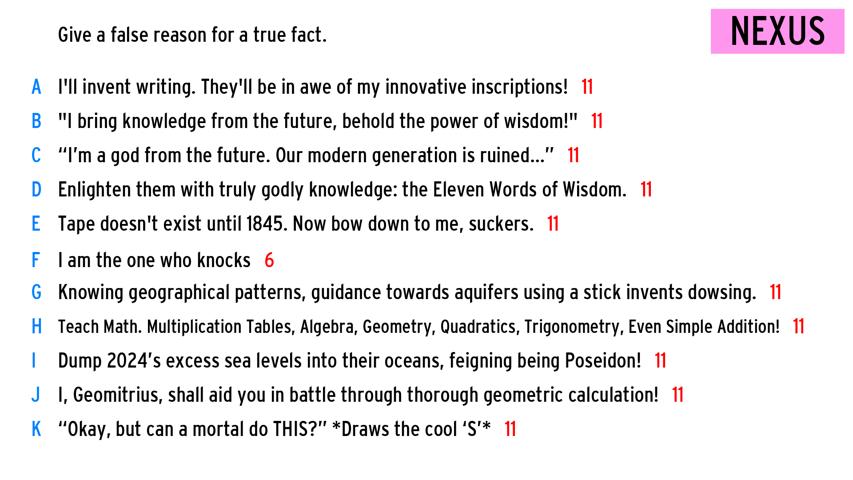 Give a false reason for a true fact.
NEXUS
A I'll invent writing. They'll be in awe of my innovative inscriptions! 11
B "I bring knowledge from the future, behold the power of wisdom!" 11
C “I’m a god from the future. Our modern generation is ruined...” 11
D Enlighten them with truly godly knowledge: the Eleven Words of Wisdom. 11
E Tape doesn't exist until 1845. Now bow down to me, suckers. 11
F I am the one who knocks 6
G Knowing geographical patterns, guidance towards aquifers using a stick invents dowsing. 11
H Teach Math. Multiplication Tables, Algebra, Geometry, Quadratics, Trigonometry, Even Simple Addition! 11
I Dump 2024’s excess sea levels into their oceans, feigning being Poseidon! 11
J I, Geomitrius, shall aid you in battle through thorough geometric calculation! 11
K “Okay, but can a mortal do THIS?” *Draws the cool ‘S’* 11